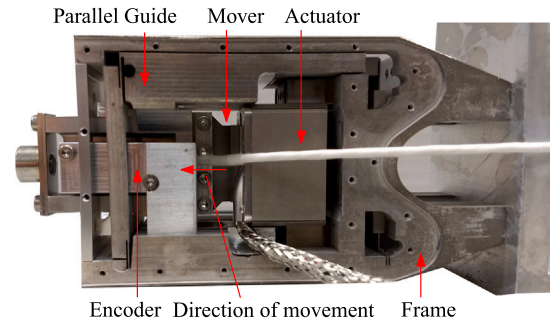 Parallel Guide Mover Actuator
Encoder Direction of movement Frame